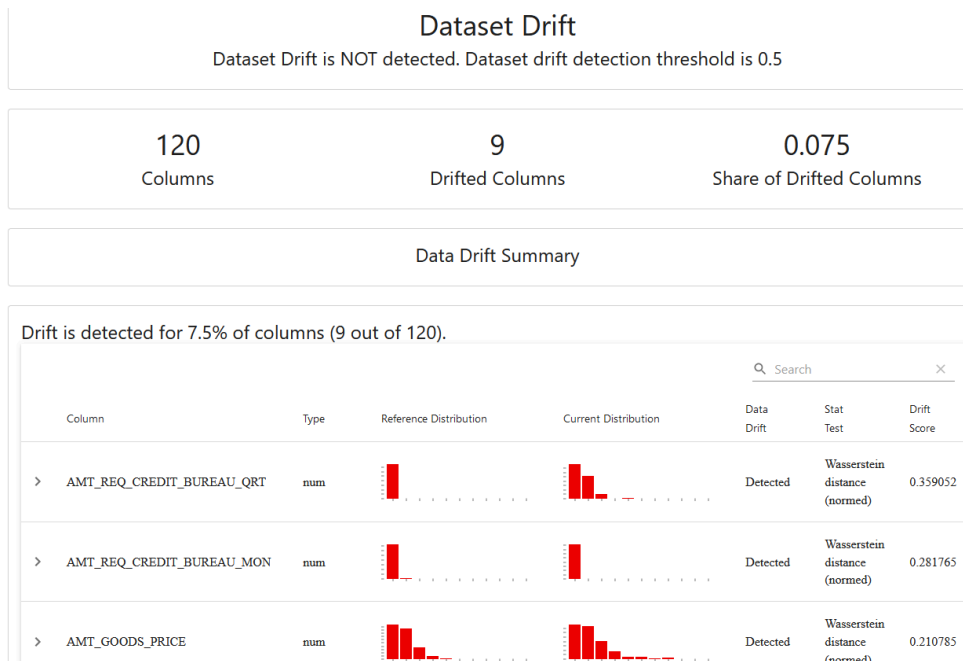 Dataset Drift
Dataset Drift is NOT detected. Dataset drift detection threshold is 0.5
120
Columns
9
Drifted Columns
0.075
Share of Drifted Columns
Data Drift Summary
Drift is detected for 7.5% of columns (9 out of 120).
Search
Column Type Reference Distribution Current Distribution Data Drift Stat Test Drift Score
AMT_REQ_CREDIT_BUREAU_QRT num Detected Wasserstein distance (normed) 0.359052
AMT_REQ_CREDIT_BUREAU_MON num Detected Wasserstein distance (normed) 0.281765
AMT_GOODS_PRICE num Detected Wasserstein distance (normed) 0.210785